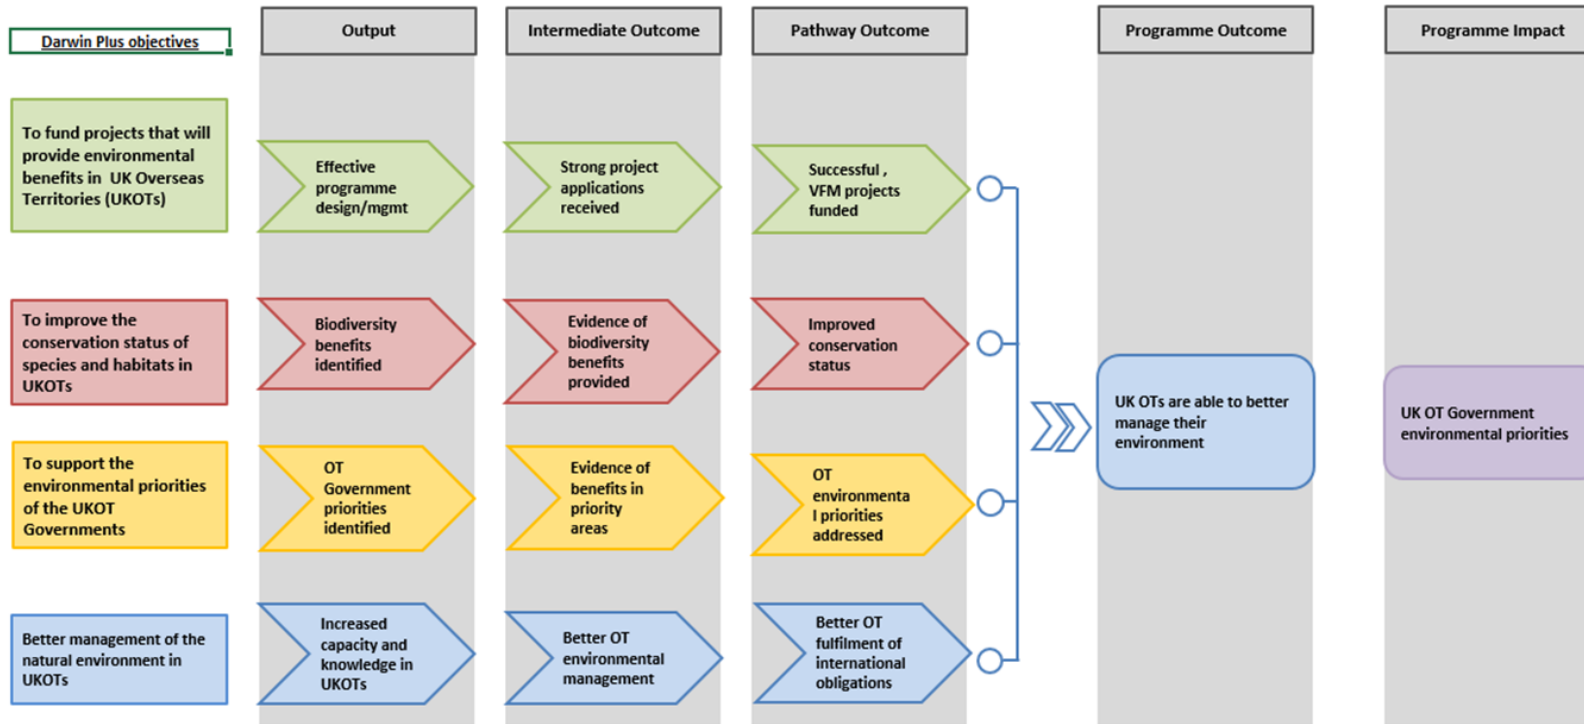 Darwin Plus objectives
Output
Intermediate Outcome
Pathway Outcome
Programme Outcome
Programme Impact
To fund projects that will
provide environmental
benefits in UK Overseas
Territories (UKOTs)
Effective
programme
design/mgmt
Strong project
applications
received
Successful ,
VFM projects
funded
To improve the
conservation status of
species and habitats in
UKOTs
Biodiversity
benefits
identified
Evidence of
biodiversity
benefits
provided
Improved
conservation
status
To support the
environmental priorities
of the UKOT
Governments
OT
Government
priorities
identified
Evidence of
benefits in
priority
areas
OT
environmenta
l priorities
addressed
Better management of the
natural environment in
UKOTs
Increased
capacity and
knowledge in
UKOTs
Better OT
environmental
management
Better OT
fulfilment of
international
obligations
UK OTs are able to better
manage their
environment
UK OT Government
environmental priorities